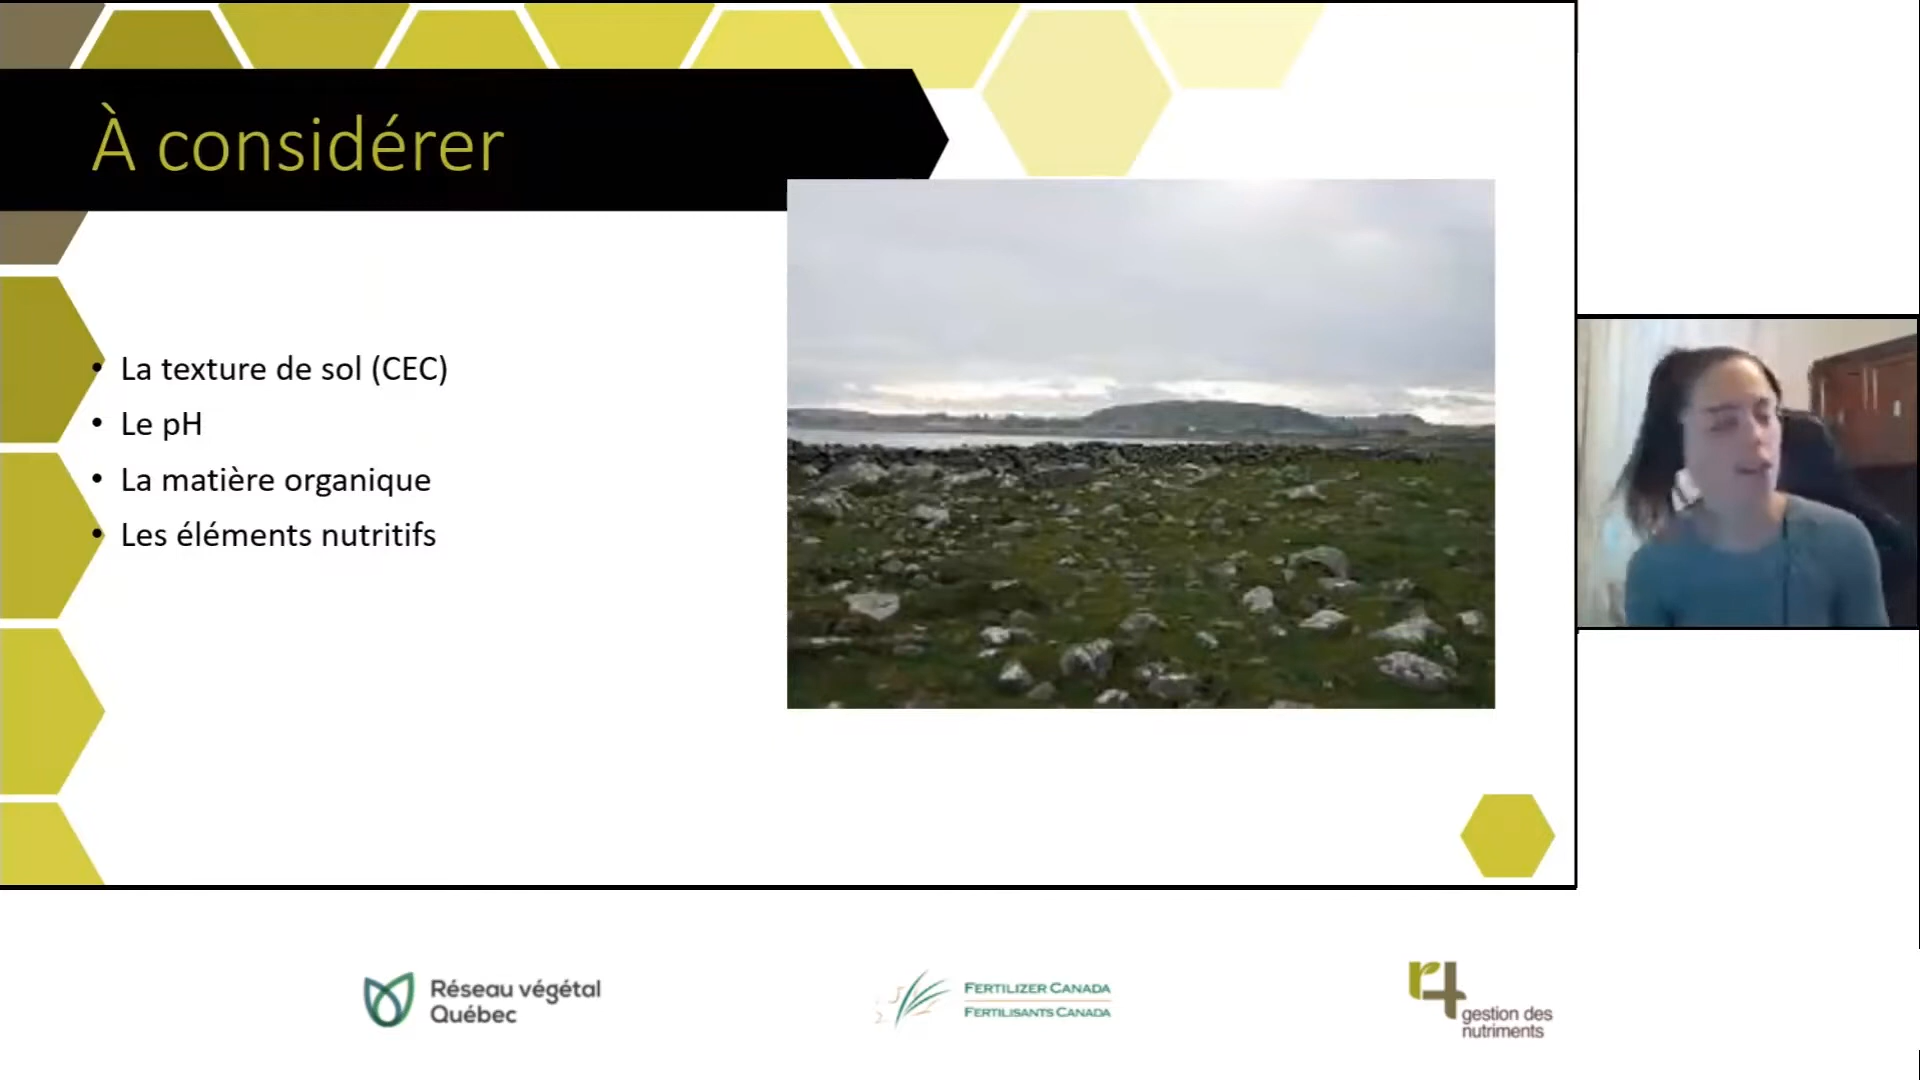 À considérer
• La texture de sol (CEC)
• Le pH
• La matière organique
• Les éléments nutritifs
Réseau végétal
Québec
FERTILIZER CANADA
FERTILISANTS CANADA
r4
gestion des
nutriments